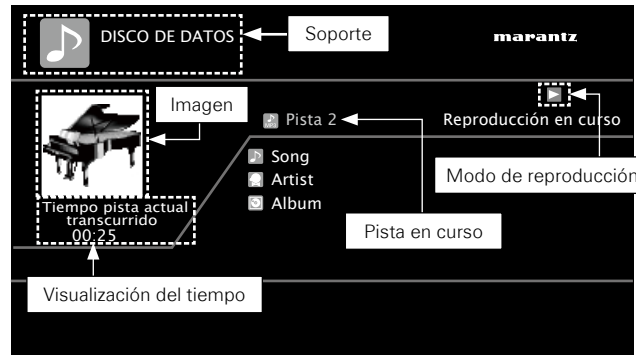 DISCO DE DATOS
Soporte
marantz
Imagen
Pista 2
Reproducción en curso
Song
Artist
Album
Modo de reproducción
Tiempo pista actual
transcurrido
00:25
Pista en curso
Visualización del tiempo